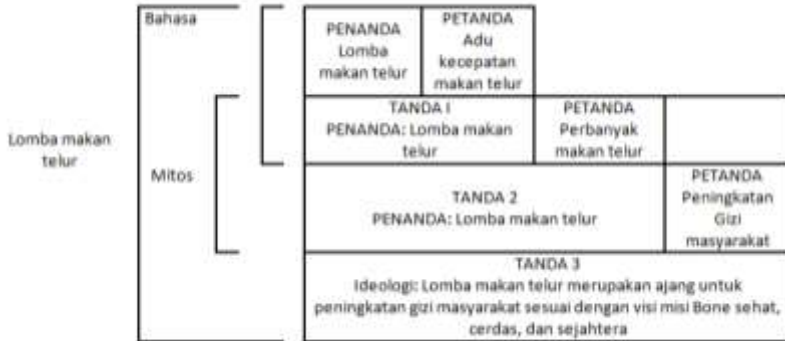 Bahasa
PENANDA
Lomba
makan telur
PETANDA
Adu
kecepatan
makan telur
Lomba makan
telur
Mitos
TANDA I
PENANDA: Lomba makan
telur
PETANDA
Perbanyak
makan telur
TANDA 2
PENANDA: Lomba makan telur
PETANDA
Peningkatan
Gizi
masyarakat
TANDA 3
Ideologi: Lomba makan telur merupakan ajang untuk
peningkatan gizi masyarakat sesuai dengan visi misi Bone sehat,
cerdas, dan sejahtera